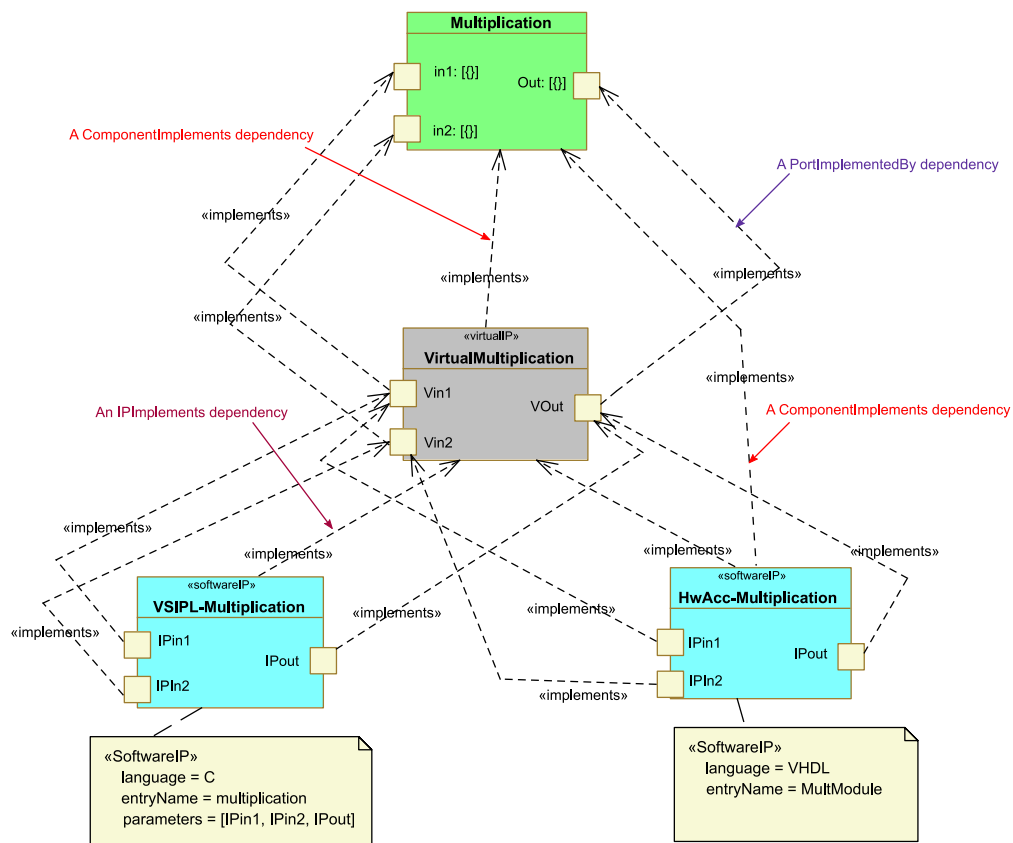 Multiplication
in1: [{}]
Out: [{}]
in2: [{}]
A ComponentImplements dependency
A PortImplementedBy dependency
«implements»
«implements»
«implements»
«implements»
«virtualIP»
VirtualMultiplication
Vin1
VOut
Vin2
«implements»
An IPImplements dependency
A ComponentImplements dependency
«implements»
«implements»
«implements»
«implements»
«softwareIP»
VSIPL-Multiplication
IPin1
IPout
IPIn2
«implements»
«implements»
«softwareIP»
HwAcc-Multiplication
IPin1
IPout
IPIn2
«implements»
«SoftwareIP»
language = C
entryName = multiplication
parameters = [IPin1, IPin2, IPout]
«SoftwareIP»
language = VHDL
entryName = MultModule